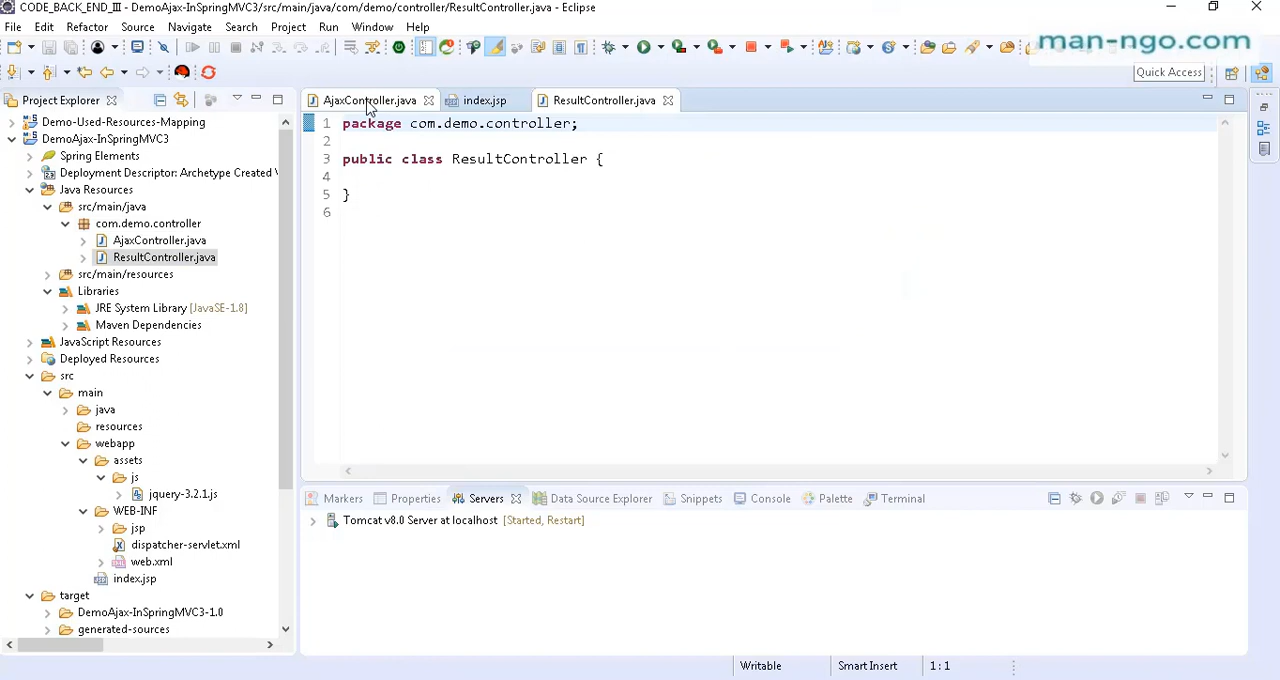 CODE_BACK_END_III - DemoAjax-InSpringMVC3/src/main/java/com/demo/controller/ResultController.java - Eclipse
File Edit Refactor Source Navigate Search Project Run Window Help
man-ngo.com
Quick Access
Project Explorer
AjaxController.java
index.jsp
ResultController.java
Demo-Used-Resources-Mapping
DemoAjax-InSpringMVC3
Spring Elements
Deployment Descriptor: Archetype Created
Java Resources
src/main/java
com.demo.controller
AjaxController.java
ResultController.java
src/main/resources
Libraries
JRE System Library [JavaSE-1.8]
Maven Dependencies
JavaScript Resources
Deployed Resources
src
main
java
resources
webapp
assets
js
jquery-3.2.1.js
WEB-INF
jsp
dispatcher-servlet.xml
web.xml
index.jsp
target
DemoAjax-InSpringMVC3-1.0
generated-sources
1 package com.demo.controller;
2
3 public class ResultController {
4
5 }
6
Markers Properties Servers Data Source Explorer Snippets Console Palette Terminal
Tomcat v8.0 Server at localhost [Started, Restart]
Writable Smart Insert 1:1